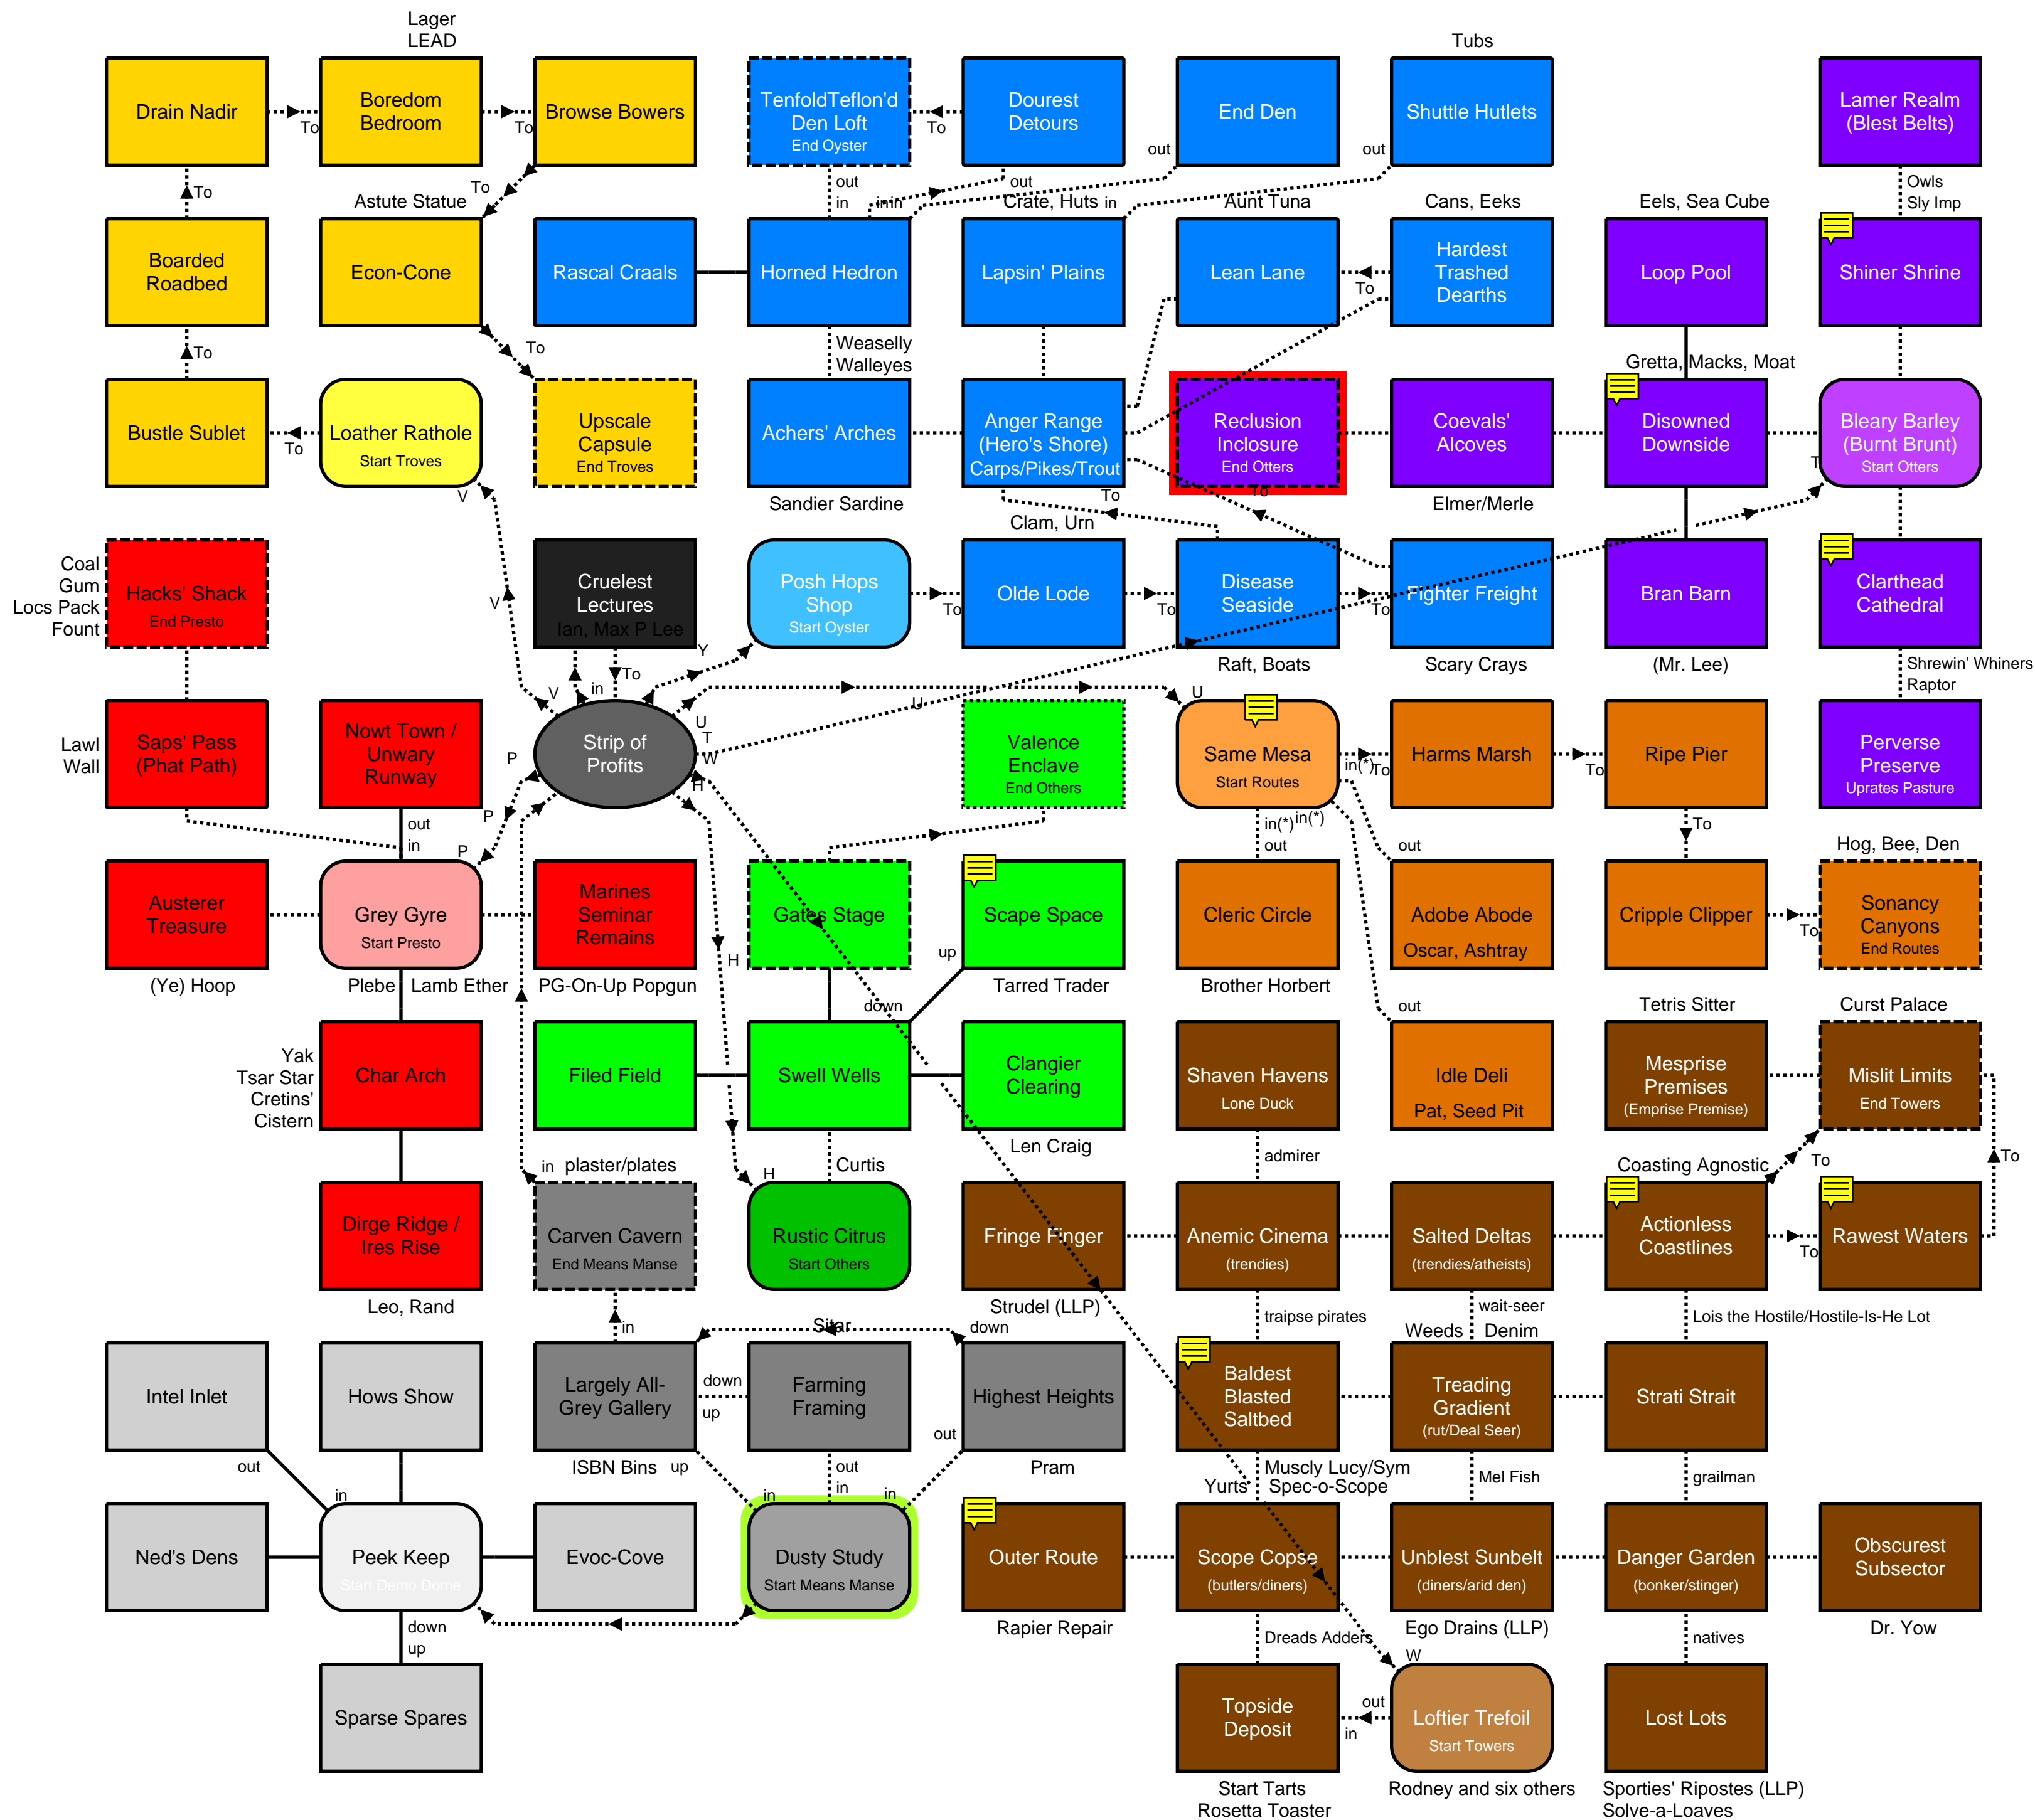 Lager
LEAD
Tubs
Drain Nadir
To
Boredom
Bedroom
To
Browse Bowers
TenfoldTeflon'd
Den Loft
End Oyster
To
Dourest
Detours
End Den
out
Shuttle Hutlets
out
Lamer Realm
(Blest Belts)
To
Astute Statue
To
out
in
inin
out
Crate, Huts
in
Aunt Tuna
Cans, Eeks
Eels, Sea Cube
Owls
Sly Imp
Boarded
Roadbed
Econ-Cone
Rascal Craals
Horned Hedron
Lapsin' Plains
Lean Lane
To
Hardest
Trashed
Dearths
Loop Pool
Shiner Shrine
To
To
Weaselly
Walleyes
Gretta, Macks, Moat
Bustle Sublet
To
Loather Rathole
Start Troves
Upscale
Capsule
End Troves
Achers' Arches
Anger Range
(Hero's Shore)
Carps/Pikes/Trout
Reclusion
Inclosure
End Otters
Coevals'
Alcoves
Disowned
Downside
Bleary Barley
(Burnt Brunt)
Start Otters
T
V
Sandier Sardine
To
To
Elmer/Merle
Clam, Urn
Coal
Gum
Locs Pack
Fount
Hacks' Shack
End Presto
V
Cruelest
Lectures
Ian, Max P Lee
Posh Hops
Shop
Start Oyster
To
Olde Lode
To
Disease
Seaside
To
Fighter Freight
Bran Barn
Clarthead
Cathedral
Y
To
in
V
Raft, Boats
Scary Crays
(Mr. Lee)
Shrewin' Whiners
Raptor
Lawl
Wall
Saps' Pass
(Phat Path)
Nowt Town /
Unwary
Runway
P
Strip of
Profits
U
T
W
H
U
Valence
Enclave
End Others
U
Same Mesa
Start Routes
in(*)
To
Harms Marsh
To
Ripe Pier
Perverse
Preserve
Uprates Pasture
P
out
in
P
in(*)
in(*)
out
out
To
Hog, Bee, Den
Austerer
Treasure
Grey Gyre
Start Presto
Marines
Seminar
Remains
H
Gates Stage
up
Scape Space
Cleric Circle
Adobe Abode
Oscar, Ashtray
Cripple Clipper
To
Sonancy
Canyons
End Routes
(Ye) Hoop
Plebe
Lamb Ether
PG-On-Up Popgun
down
Tarred Trader
Brother Horbert
out
Tetris Sitter
Curst Palace
Yak
Tsar Star
Cretins'
Cistern
Char Arch
Filed Field
Swell Wells
Clangier
Clearing
Shaven Havens
Lone Duck
Idle Deli
Pat, Seed Pit
Mesprise
Premises
(Emprise Premise)
Mislit Limits
End Towers
in
plaster/plates
H
Curtis
Len Craig
admirer
Coasting Agnostic
To
To
Dirge Ridge /
Ires Rise
Carven Cavern
End Means Manse
Rustic Citrus
Start Others
Fringe Finger
Anemic Cinema
(trendies)
Salted Deltas
(trendies/atheists)
Actionless
Coastlines
To
Rawest Waters
Leo, Rand
in
Sitar
down
Strudel (LLP)
traipse pirates
wait-seer
Weeds
Denim
Lois the Hostile/Hostile-Is-He Lot
Intel Inlet
Hows Show
Largely All-
Grey Gallery
down
up
Farming
Framing
Highest Heights
Baldest
Blasted
Saltbed
Treading
Gradient
(rut/Deal Seer)
Strati Strait
out
in
ISBN Bins
up
in
out
in
in
out
Pram
Yurts
Muscly Lucy/Sym
Spec-o-Scope
Mel Fish
grailman
Ned's Dens
Peek Keep
Start Demo Dome
Evoc-Cove
Dusty Study
Start Means Manse
Outer Route
Scope Copse
(butlers/diners)
Unblest Sunbelt
(diners/arid den)
Danger Garden
(bonker/stinger)
Obscurest
Subsector
down
up
Rapier Repair
Dreads Adders
Ego Drains (LLP)
W
natives
Dr. Yow
Sparse Spares
Topside
Deposit
out
in
Loftier Trefoil
Start Towers
Lost Lots
Start Tarts
Rosetta Toaster
Rodney and six others
Sporties' Ripostes (LLP)
Solve-a-Loaves